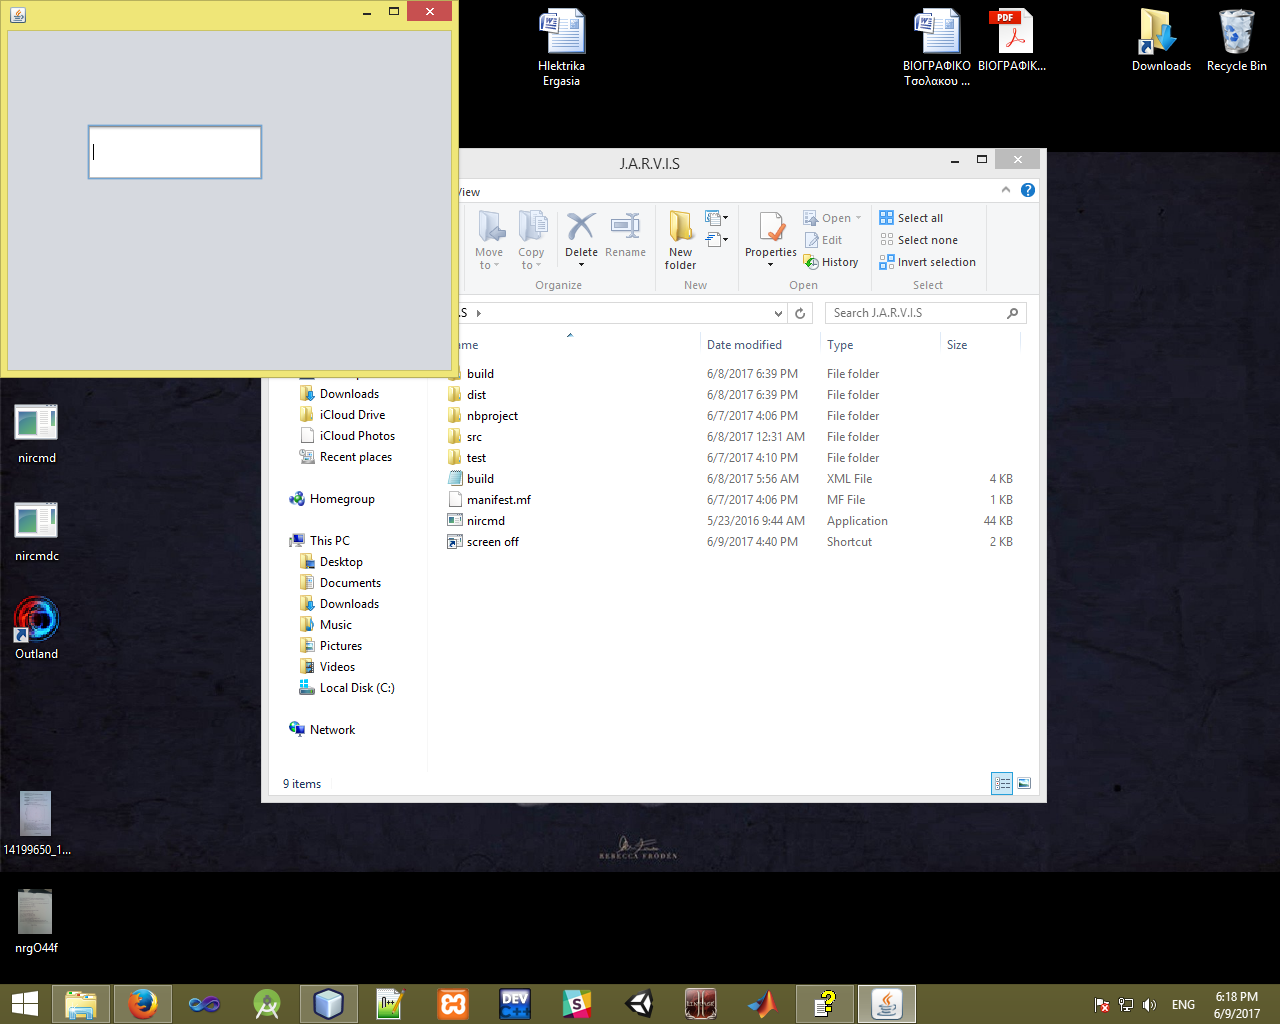 Hlektrika
Ergasia
ΒΙΟΓΡΑΦΙΚΟ
Τσολακου ...
PDF
ΒΙΟΓΡΑΦΙΚ...
Downloads
Recycle Bin
J.A.R.V.I.S
View
Move
to
Copy
to
Delete
Rename
New
folder
Properties
Open
Edit
History
Select all
Select none
Invert selection
Organize
New
Open
Select
Search J.A.R.V.I.S
Date modified
Type
Size
build 6/8/2017 6:39 PM File folder
dist 6/8/2017 6:39 PM File folder
nbproject 6/7/2017 4:06 PM File folder
src 6/8/2017 12:31 AM File folder
test 6/7/2017 4:10 PM File folder
build 6/8/2017 5:56 AM XML File 4 KB
manifest.mf 6/7/2017 4:06 PM MF File 1 KB
nircmd 5/23/2016 9:44 AM Application 44 KB
screen off 6/9/2017 4:40 PM Shortcut 2 KB
Downloads
iCloud Drive
iCloud Photos
Recent places
Homegroup
This PC
Desktop
Documents
Downloads
Music
Pictures
Videos
Local Disk (C:)
Network
9 items
nircmd
nircmdc
Outland
14199650_1...
nrgO44f
REBECCA FRÖDÉN
N++
DEV
C++
ENG
6:18 PM
6/9/2017